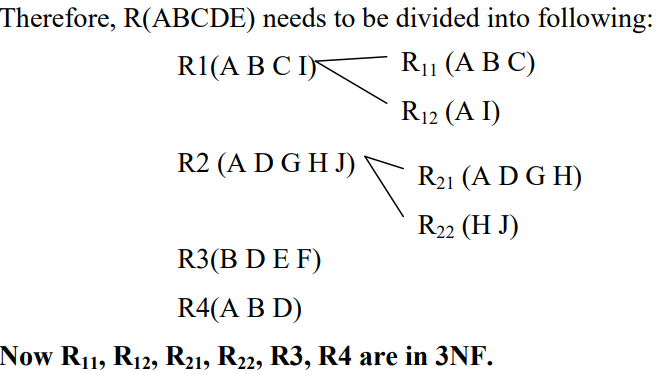 Therefore, R(ABCDE) needs to be divided into following:
R1(A B C I)
R₁₁ (A B C)
R₁₂ (A I)
R2 (A D G H J)
R₂₁ (A D G H)
R₂₂ (H J)
R3(B D E F)
R4(A B D)
Now R₁₁, R₁₂, R₂₁, R₂₂, R3, R4 are in 3NF.